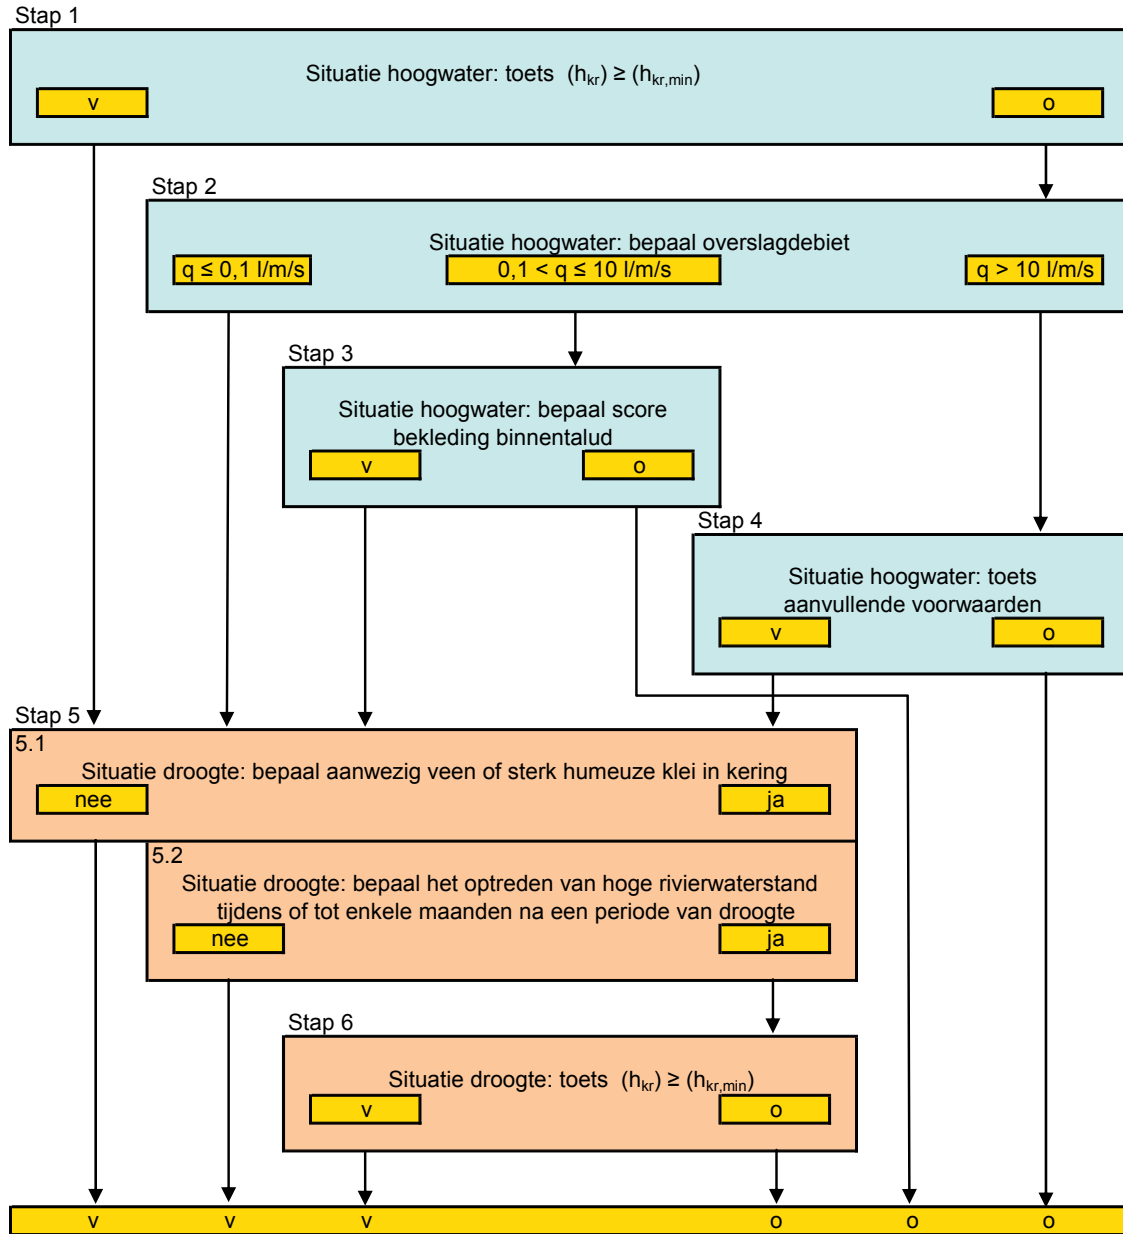 Stap 1
Situatie hoogwater: toets (hkr) ≥ (hkr,min)
v
o
Stap 2
Situatie hoogwater: bepaal overslagdebiet
q ≤ 0,1 l/m/s
0,1 < q ≤ 10 l/m/s
q > 10 l/m/s
Stap 3
Situatie hoogwater: bepaal score
bekleding binnentalud
v
o
Stap 4
Situatie hoogwater: toets
aanvullende voorwaarden
v
o
Stap 5
5.1
Situatie droogte: bepaal aanwezig veen of sterk humeuze klei in kering
nee
ja
5.2
Situatie droogte: bepaal het optreden van hoge rivierwaterstand
tijdens of tot enkele maanden na een periode van droogte
nee
ja
Stap 6
Situatie droogte: toets (hkr) ≥ (hkr,min)
v
o
v v v o o o